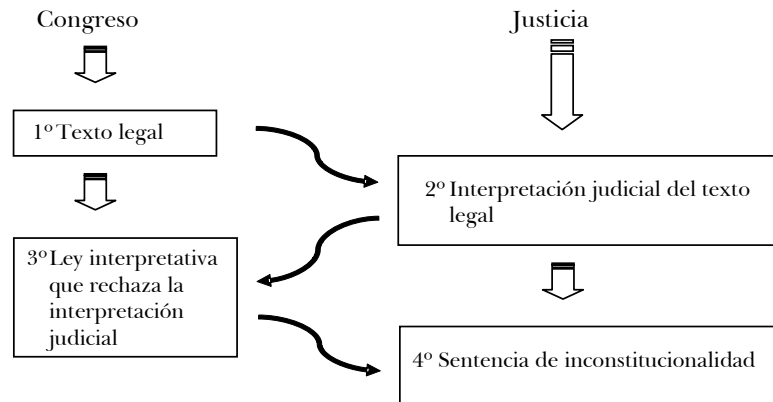 Congreso
Justicia
1º Texto legal
2º Interpretación judicial del texto
legal
3º Ley interpretativa
que rechaza la
interpretación
judicial
4º Sentencia de inconstitucionalidad